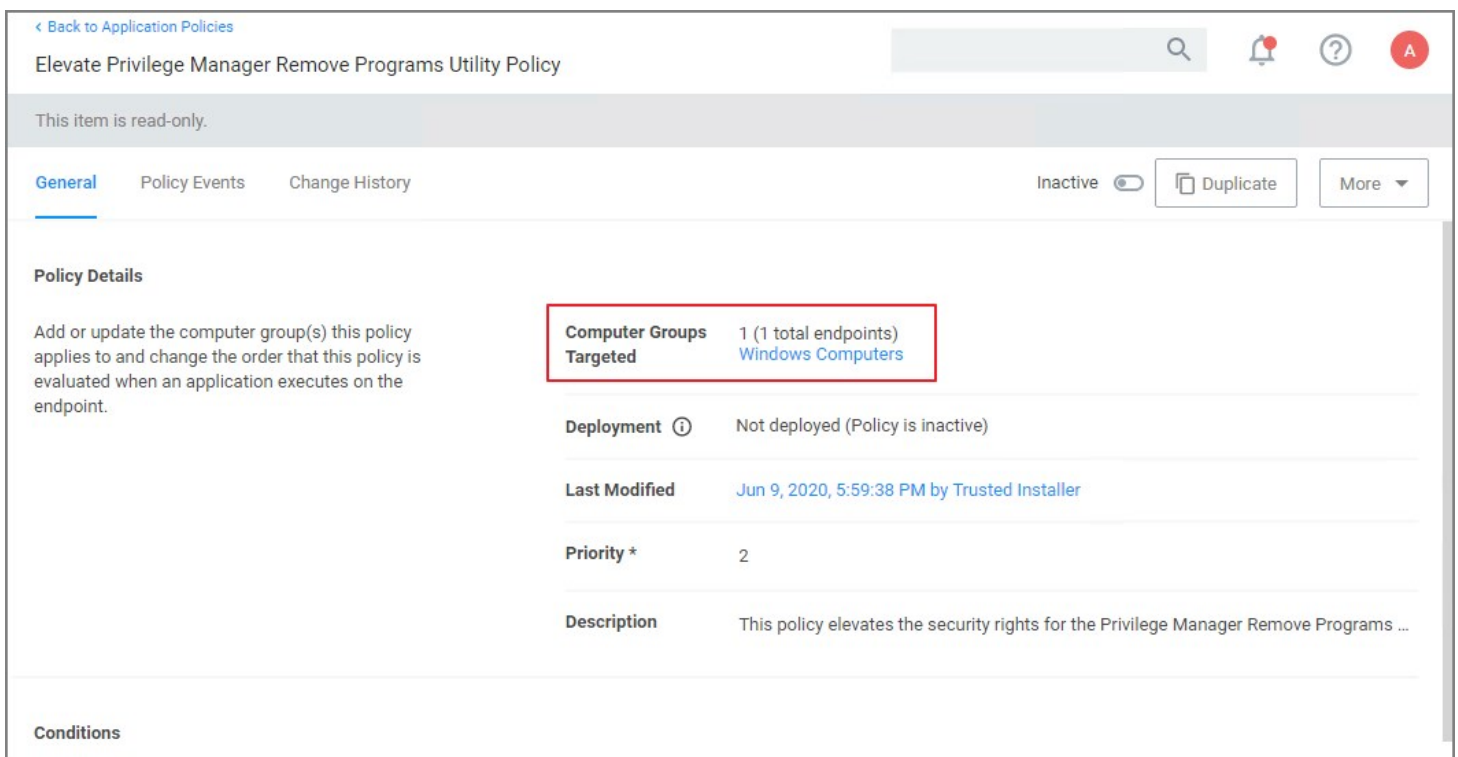 < Back to Application Policies
Elevate Privilege Manager Remove Programs Utility Policy
A
This item is read-only.
General Policy Events Change History Inactive Duplicate More
Policy Details
Add or update the computer group(s) this policy
applies to and change the order that this policy is
evaluated when an application executes on the
endpoint.
Computer Groups
Targeted
1 (1 total endpoints)
Windows Computers
Deployment Not deployed (Policy is inactive)
Last Modified Jun 9, 2020, 5:59:38 PM by Trusted Installer
Priority * 2
Description This policy elevates the security rights for the Privilege Manager Remove Programs ...
Conditions